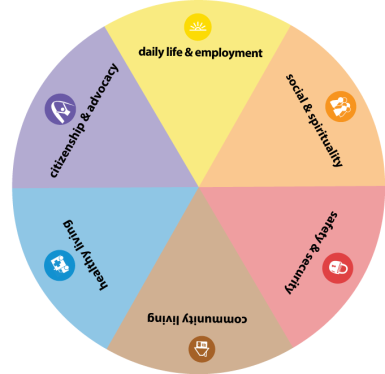 daily life & employment
social & spirituality
safety & security
community living
healthy living
citizenship & advocacy